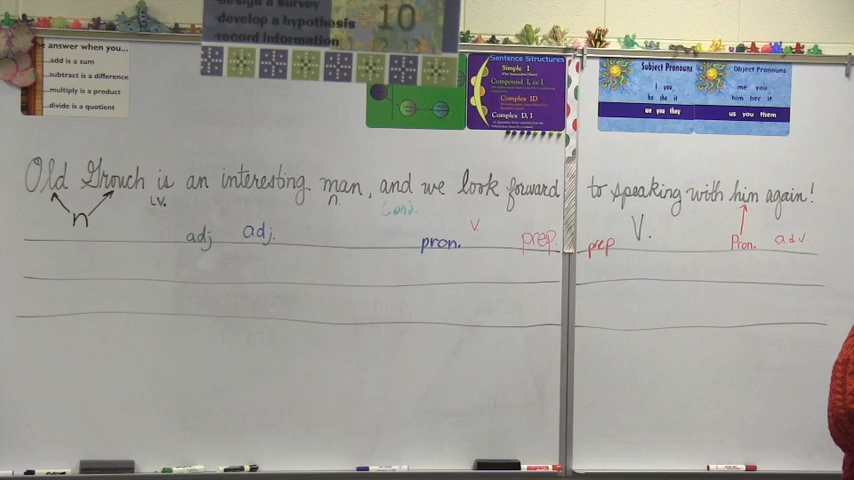 -design a survey
-develop a hypothesis
-record information
10
e answer when you...
...add is a sum
...subtract is a difference
...multiply is a product
...divide is a quotient
Sentence Structures
Simple I
Compound I, cc I
Complex ID
Complex D, I
Subject Pronouns
I you
he she it
we you they
Object Pronouns
me you
him her it
us you them
Old Grouch is an interesting man, and we look forward to speaking with him again!
n L.V. n. Conj.
adj adj. pron. v. prep. prep V. Pron. adv.